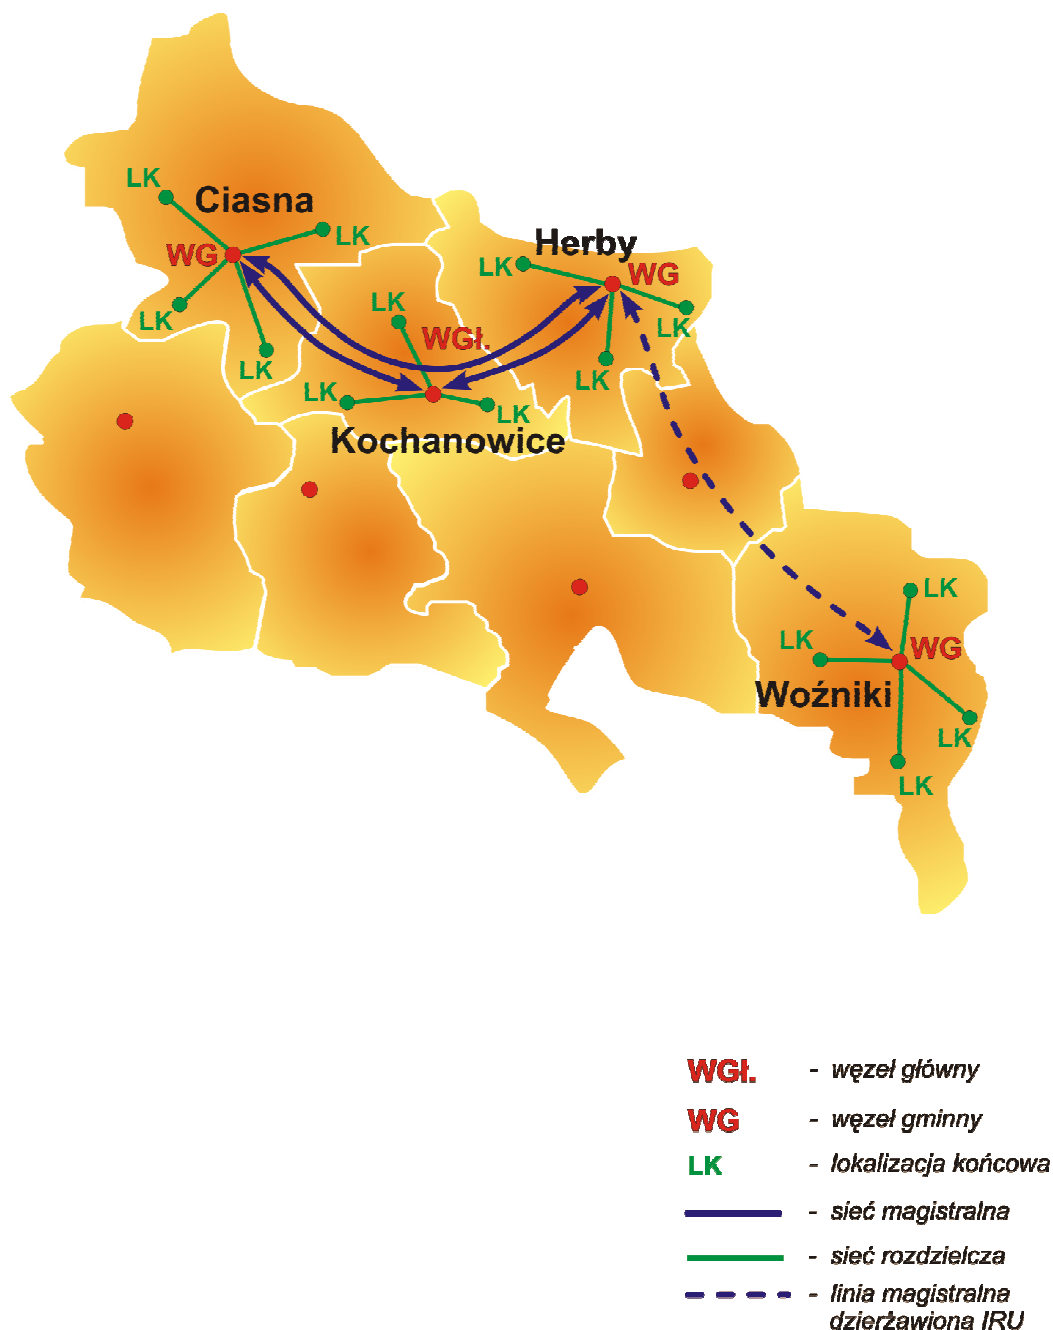 LK
Ciasna
LK
WG
Herby
LK
WG
LK
LK
WGł.
LK
LK
LK
LK
LK
LK
Kochanowice
LK
LK
WG
Woźniki
LK
LK
WGł. - węzeł główny
WG - węzeł gminny
LK - lokalizacja końcowa
- sieć magistralna
- sieć rozdzielcza
- linia magistralna
dzierżawiona IRU